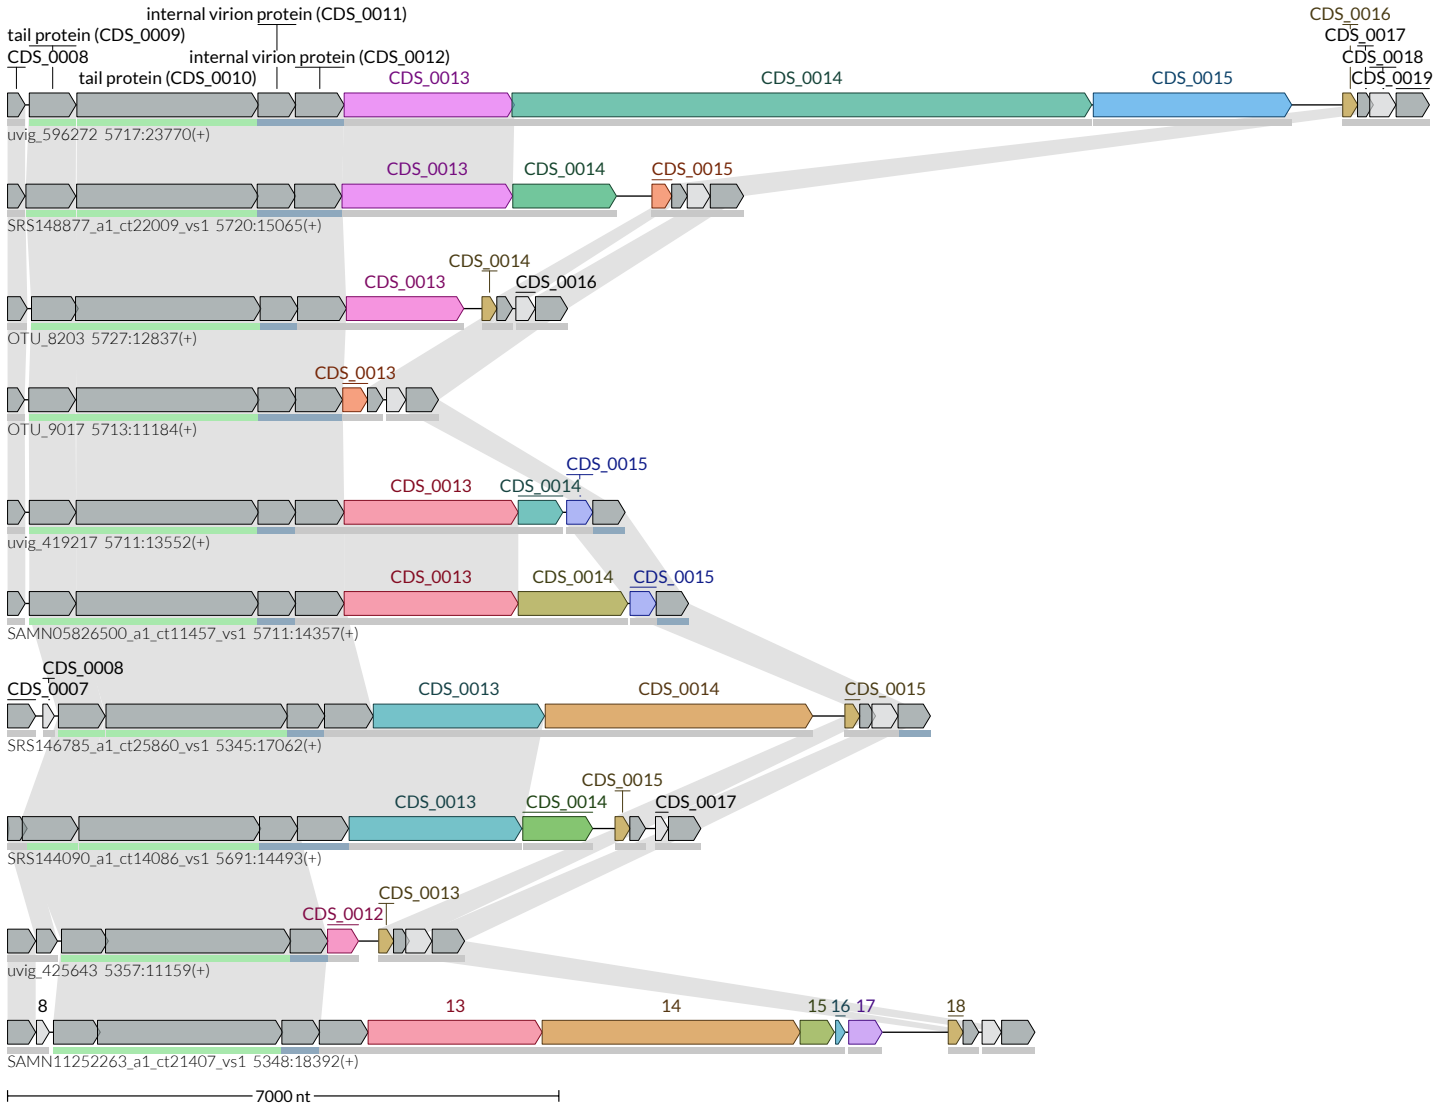 internal virion protein (CDS_0011)
CDS_0016
tail protein (CDS_0009)
CDS_0017
CDS_0008
internal virion protein (CDS_0012)
CDS_0018
tail protein (CDS_0010)
CDS_0013
CDS_0014
CDS_0015
CDS_0019
uvig_596272 5717:23770(+)
CDS_0013
CDS_0014
CDS_0015
SRS148877_a1_ct22009_vs1 5720:15065(+)
CDS_0014
CDS_0013
CDS_0016
OTU_8203 5727:12837(+)
CDS_0013
OTU_9017 5713:11184(+)
CDS_0015
CDS_0013
CDS_0014
uvig_419217 5711:13552(+)
CDS_0013
CDS_0014
CDS_0015
SAMN05826500_a1_ct11457_vs1 5711:14357(+)
CDS_0008
CDS_0007
CDS_0013
CDS_0014
CDS_0015
SRS146785_a1_ct25860_vs1 5345:17062(+)
CDS_0015
CDS_0013
CDS_0014
CDS_0017
SRS144090_a1_ct14086_vs1 5691:14493(+)
CDS_0013
CDS_0012
uvig_425643 5357:11159(+)
8
13
14
15
16
17
18
SAMN11252263_a1_ct21407_vs1 5348:18392(+)
7000 nt